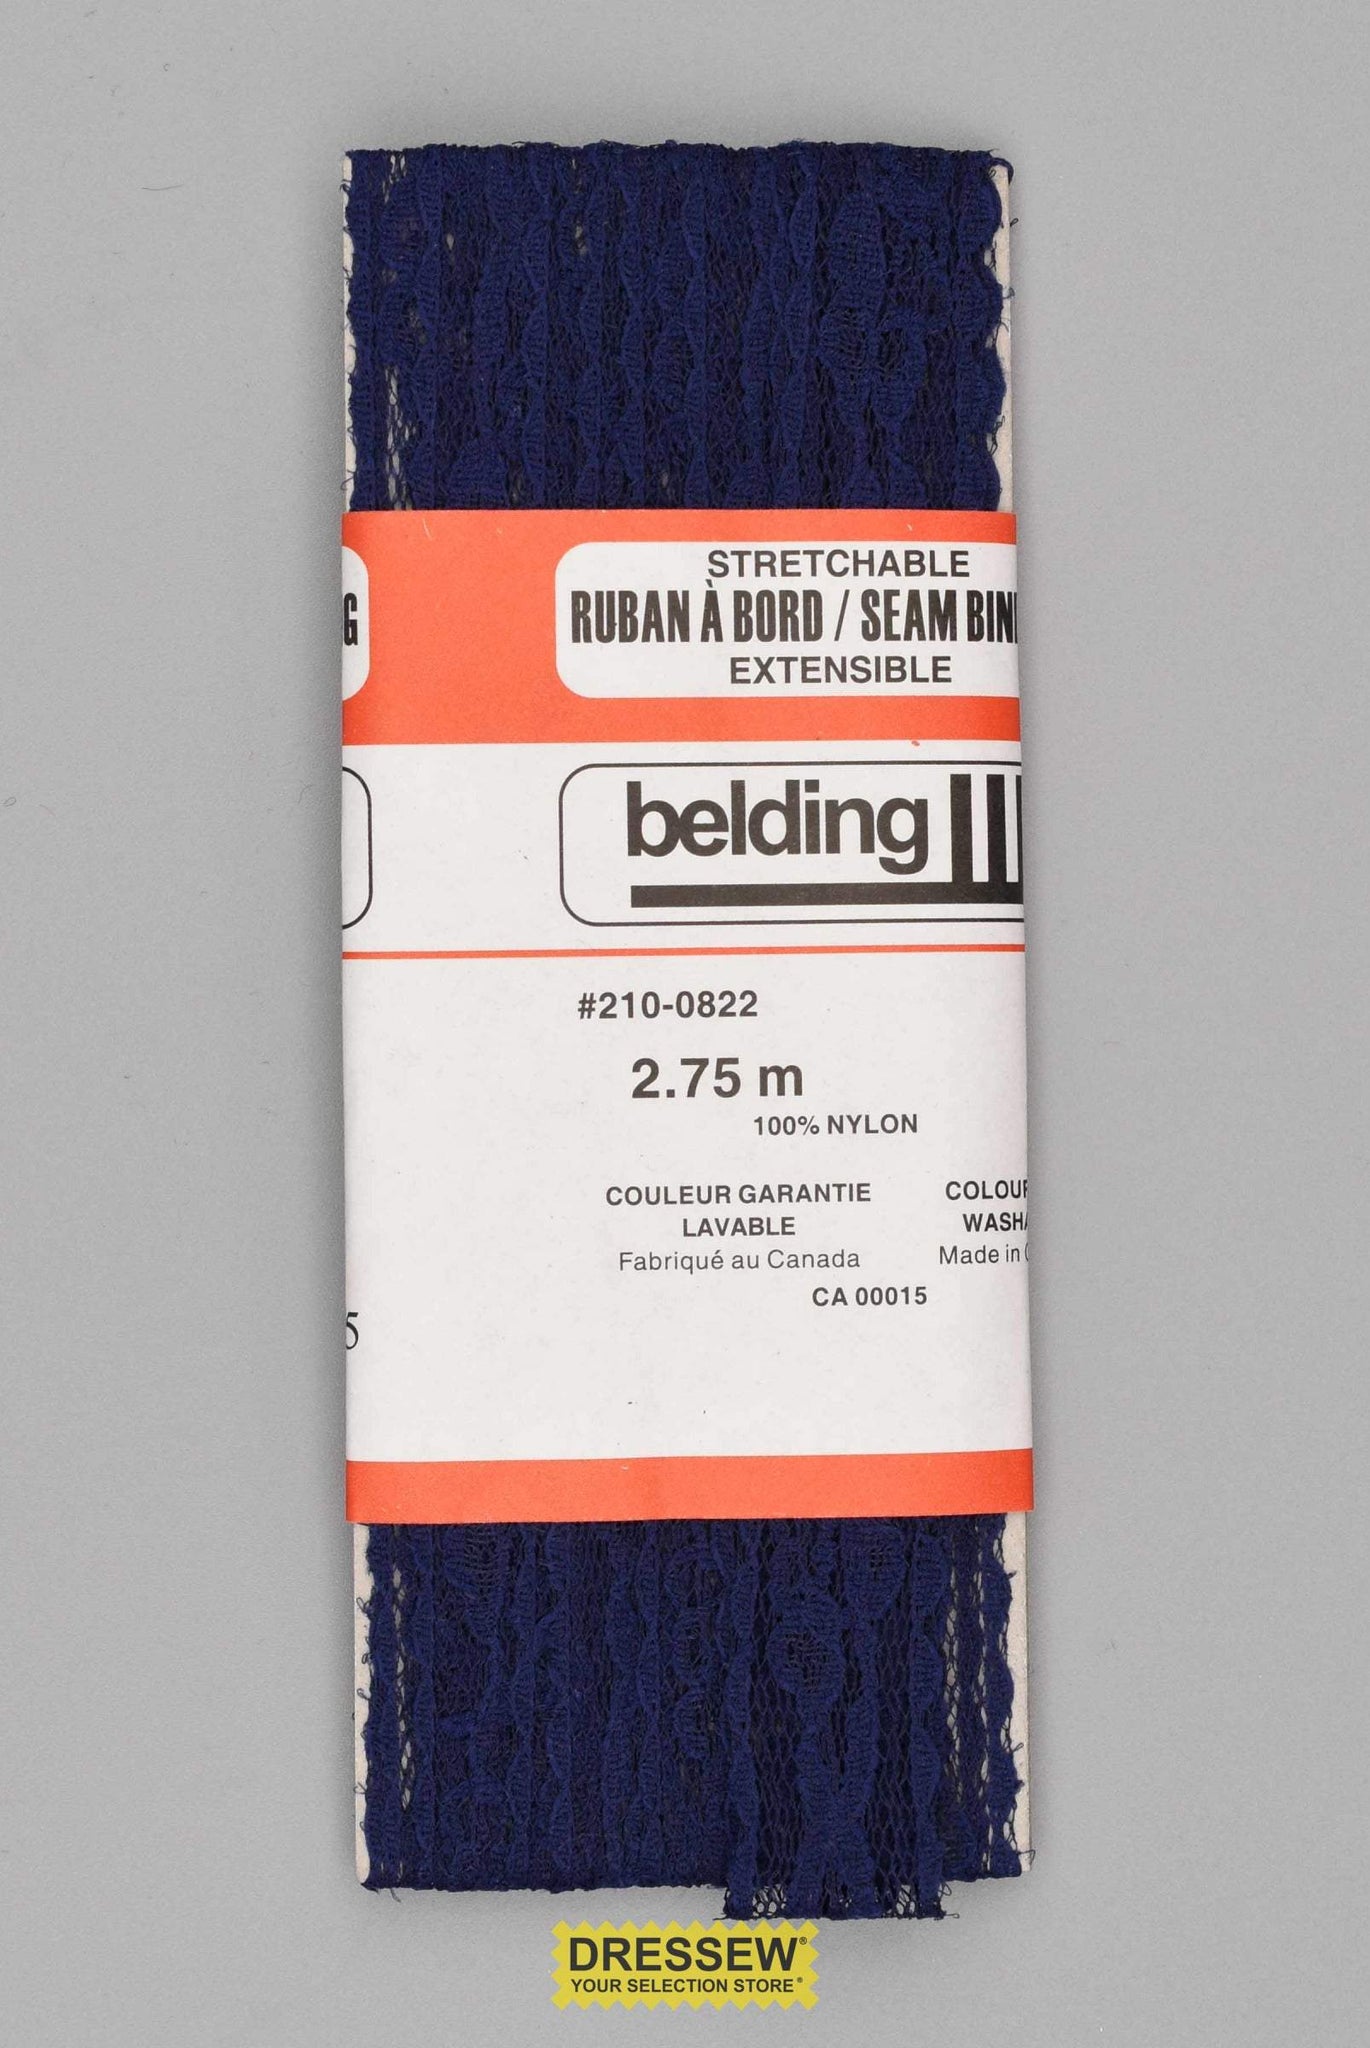 STRETCHABLE
G RUBAN À BORD / SEAM BIN
EXTENSIBLE
belding
#210-0822
2.75 m
100% NYLON
COULEUR GARANTIE COLOUR
LAVABLE WASHA
Fabriqué au Canada Made in
CA 00015
5
DRESSEW®
YOUR SELECTION STORE®